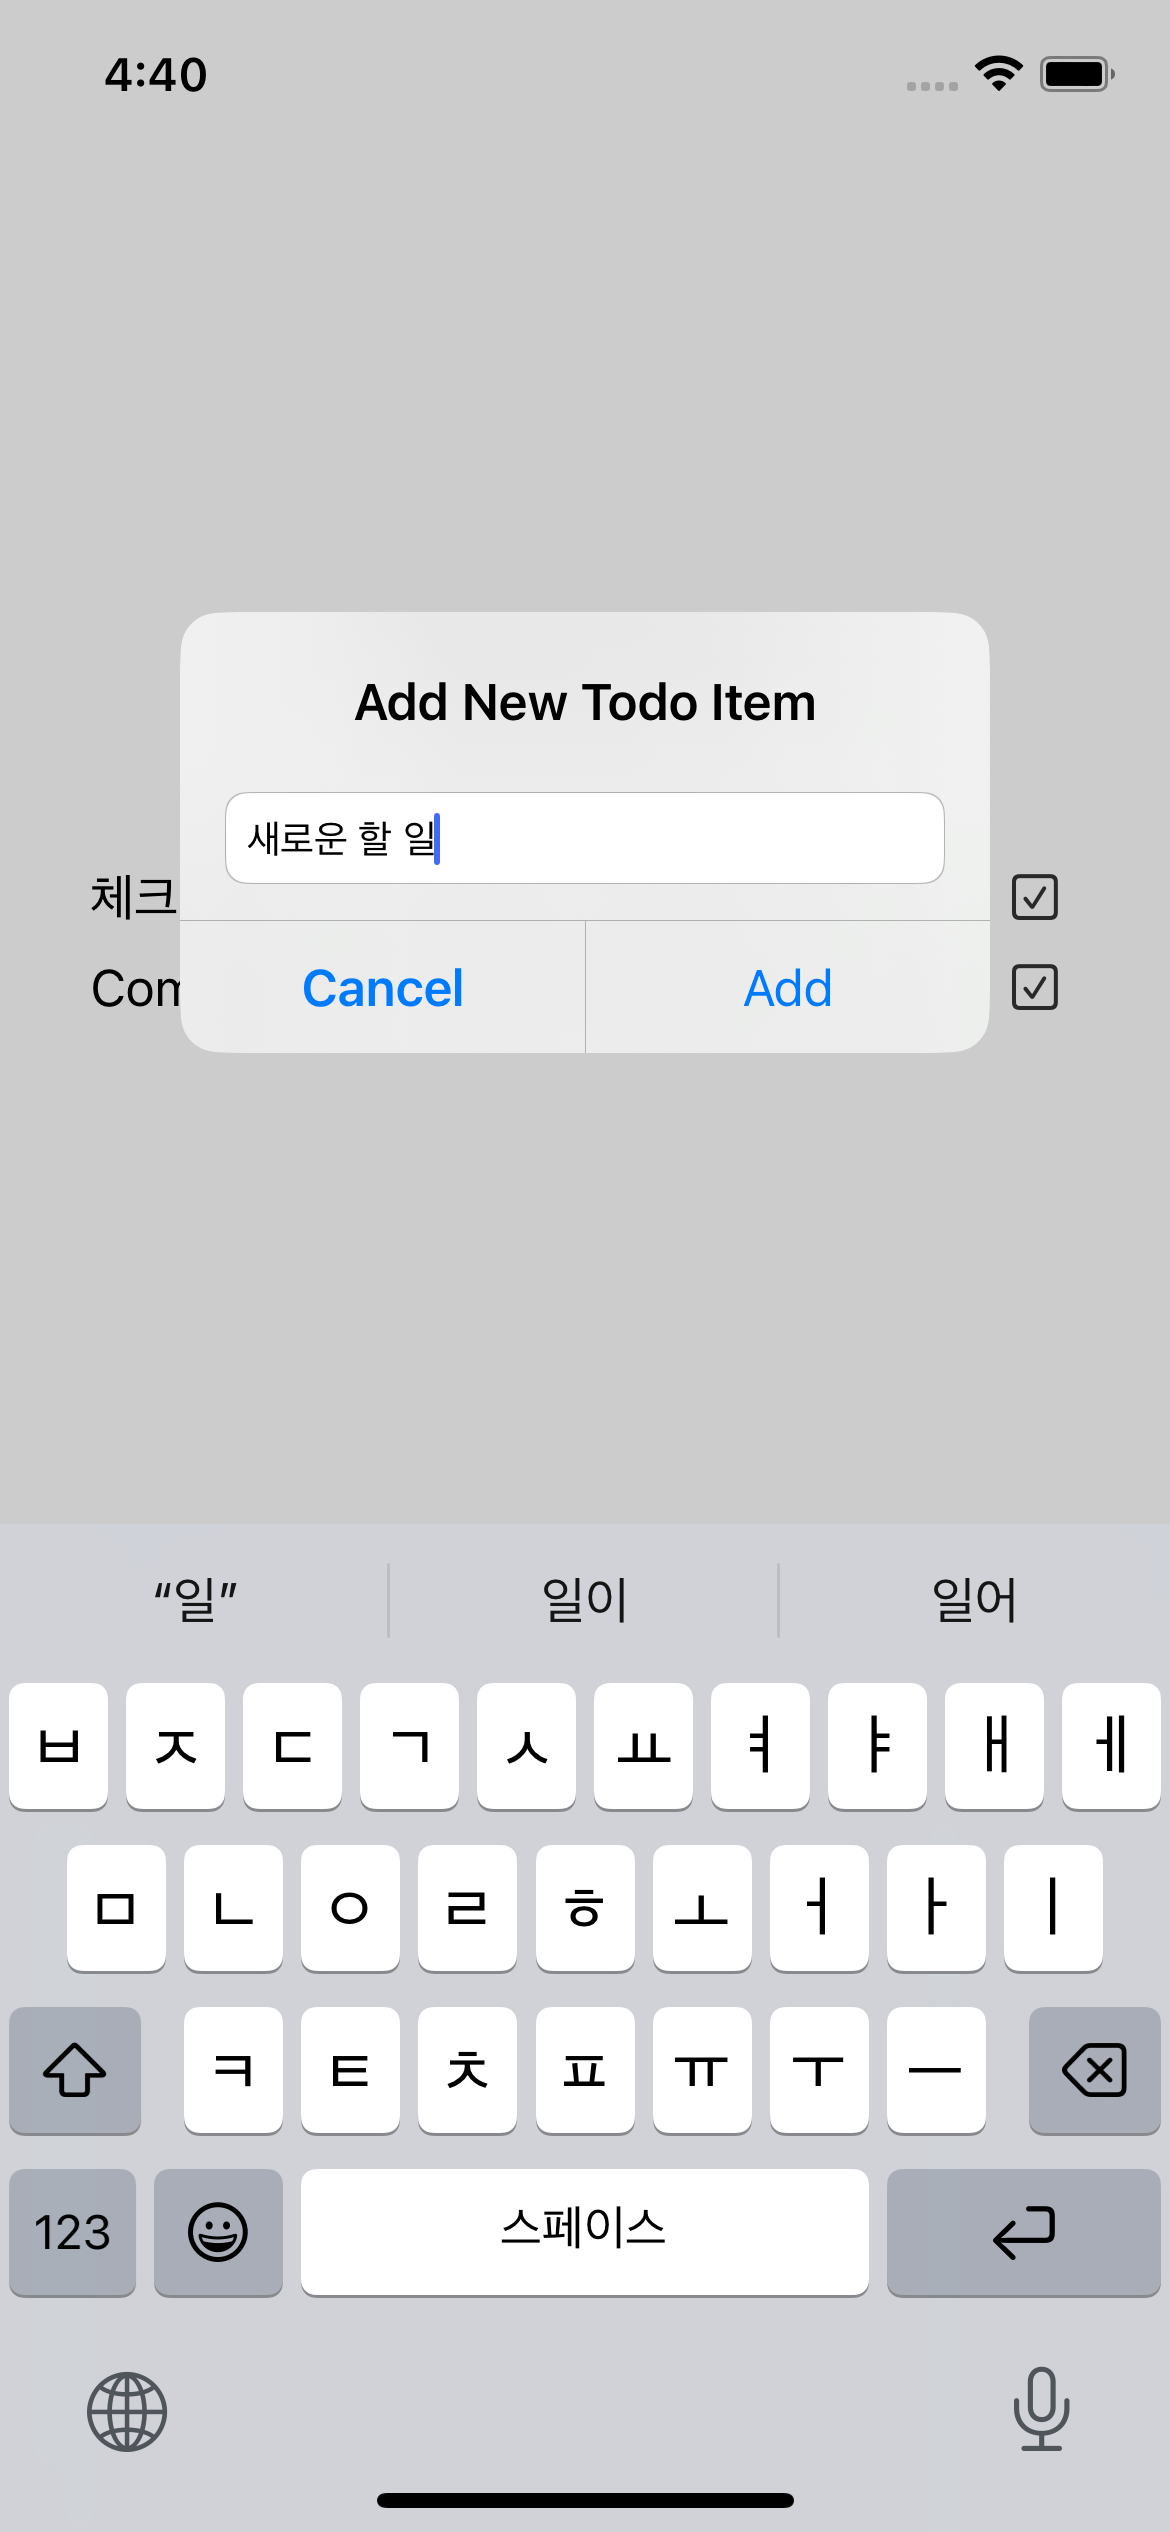 4:40
Add New Todo Item
새로운 할 일
체크
Com
Cancel
Add
“일”
일이
일어
ㅂ ㅈ ㄷ ㄱ ㅅ ㅛ ㅕ ㅑ ㅐ ㅔ
ㅁ ㄴ ㅇ ㄹ ㅎ ㅗ ㅓ ㅏ ㅣ
ㅋ ㅌ ㅊ ㅍ ㅠ ㅜ ㅡ
123
스페이스